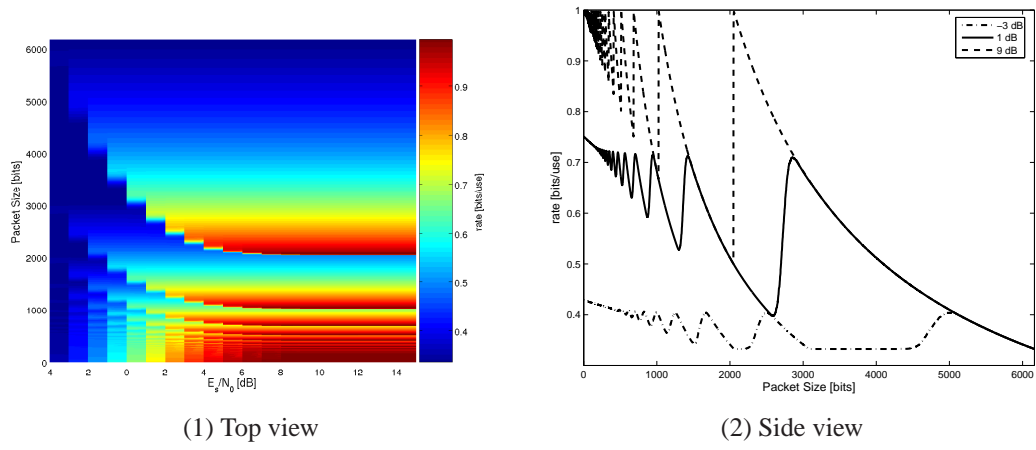 6000
5000
4000
3000
2000
1000
0
Packet Size [bits]
4 2 0 2 4 6 8 10 12 14
E_s/N_0 [dB]
0.9
0.8
0.7
0.6
0.5
0.4
rate [bits/use]
(1) Top view
1
0.9
0.8
0.7
0.6
0.5
0.4
rate [bits/use]
−3 dB
1 dB
9 dB
0 1000 2000 3000 4000 5000 6000
Packet Size [bits]
(2) Side view